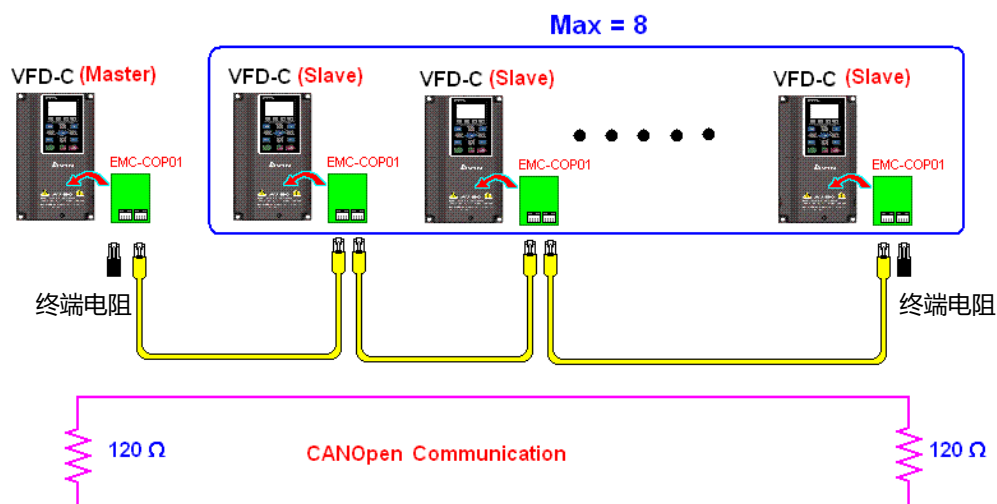 Max = 8
VFD-C (Master)
VFD-C (Slave)
VFD-C (Slave)
VFD-C (Slave)
EMC-COP01
EMC-COP01
EMC-COP01
EMC-COP01
终端电阻
终端电阻
120 Ω
CANOpen Communication
120 Ω